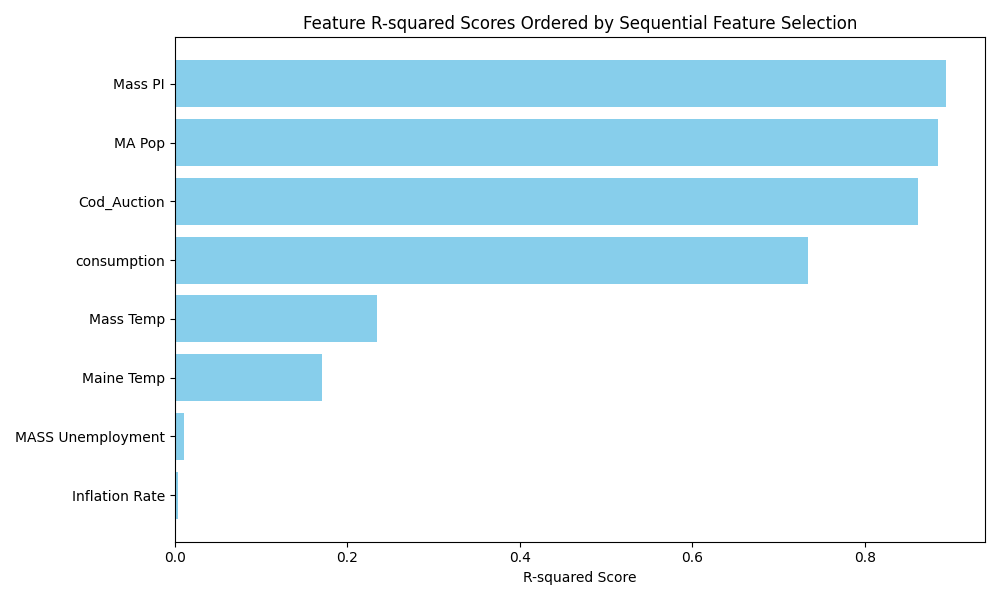 Feature R-squared Scores Ordered by Sequential Feature Selection
Mass PI
MA Pop
Cod_Auction
consumption
Mass Temp
Maine Temp
MASS Unemployment
Inflation Rate
0.0 0.2 0.4 0.6 0.8
R-squared Score